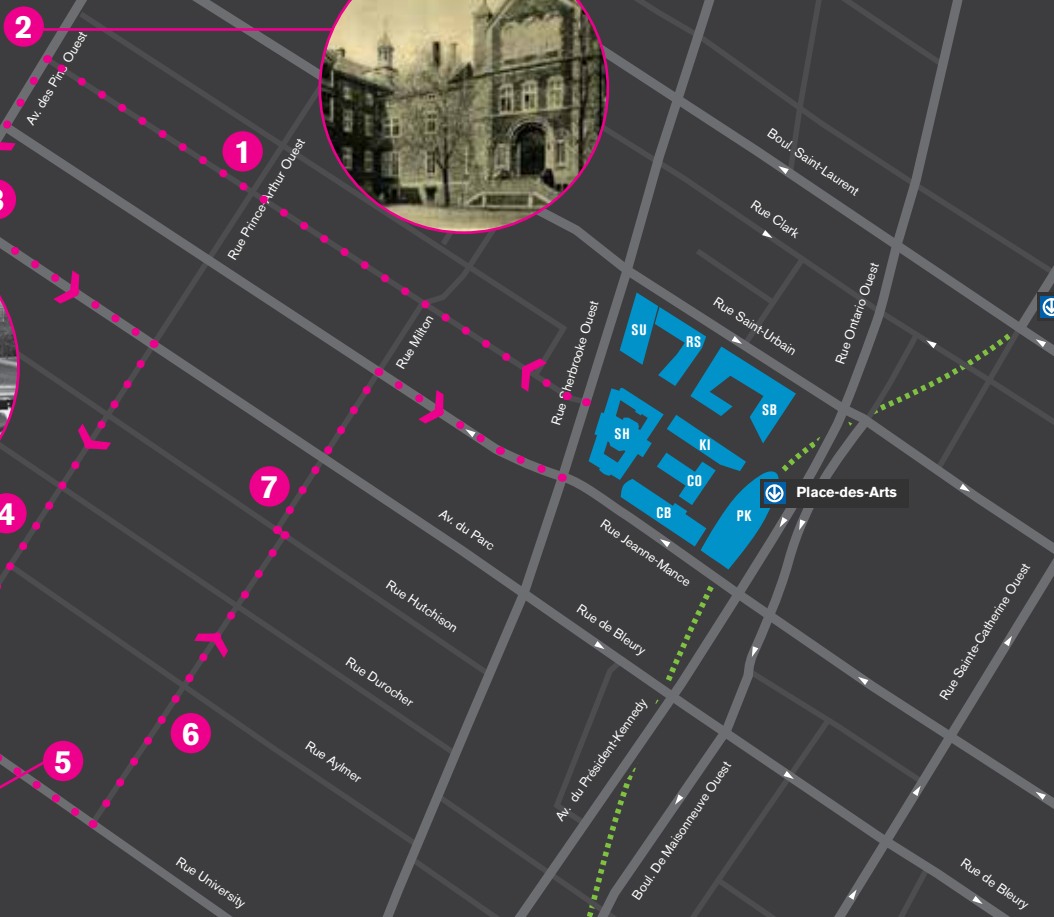 2
Av. des Pins Ouest
1
Rue Prince-Arthur Ouest
Boul. Saint-Laurent
Rue Clark
3
Rue Milton
Rue Sherbrooke Ouest
Rue Saint-Urbain
Rue Ontario Ouest
SU
RS
SB
SH
KI
CO
CB
PK
Place-des-Arts
7
4
Av. du Parc
Rue Jeanne-Mance
Rue Hutchison
Rue de Bleury
Rue Sainte-Catherine Ouest
Rue Durocher
6
5
Rue Aylmer
Av. du Président-Kennedy
Boul. De Maisonneuve Ouest
Rue University
Rue de Bleury